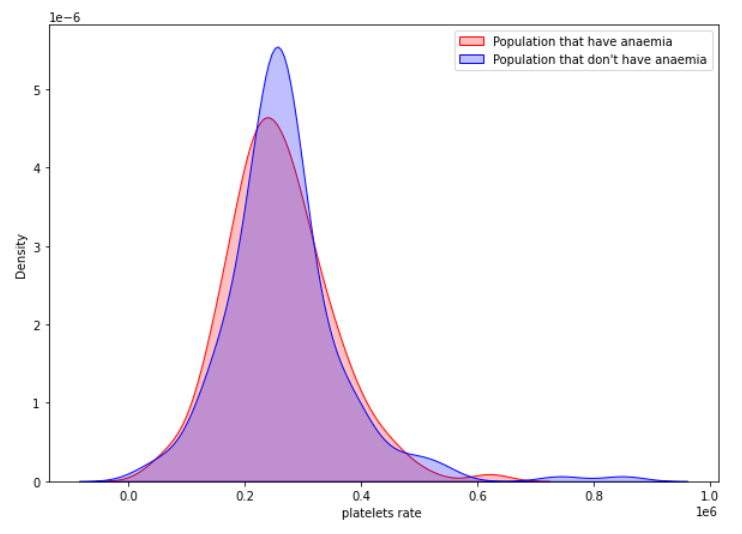 1e−6
Population that have anaemia
Population that don't have anaemia
5
4
3
2
1
0
Density
0.0 0.2 0.4 0.6 0.8 1.0
1e6
platelets rate